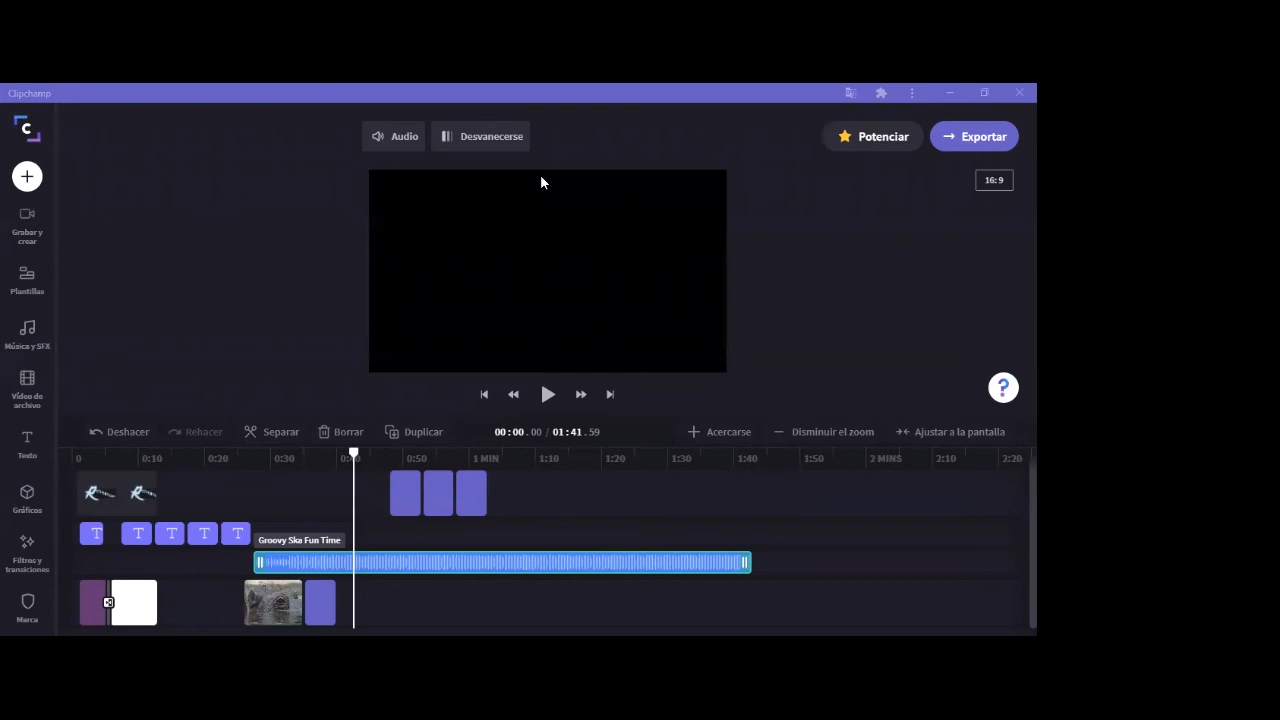 Clipchamp
Audio
Desvanecerse
Potenciar
Exportar
16:9
Grabar y
crear
Plantillas
Música y SFX
Vídeo de
archivo
Texto
Gráficos
Filtros y
transiciones
Marca
?
Deshacer
Rehacer
Separar
Borrar
Duplicar
00:00.00 / 01:41.59
Acercarse
Disminuir el zoom
Ajustar a la pantalla
0 0:10 0:20 0:30 0:50 1 MIN 1:10 1:20 1:30 1:40 1:50 2 MINS 2:10 2:20
T T T T T
Groovy Ska Fun Time